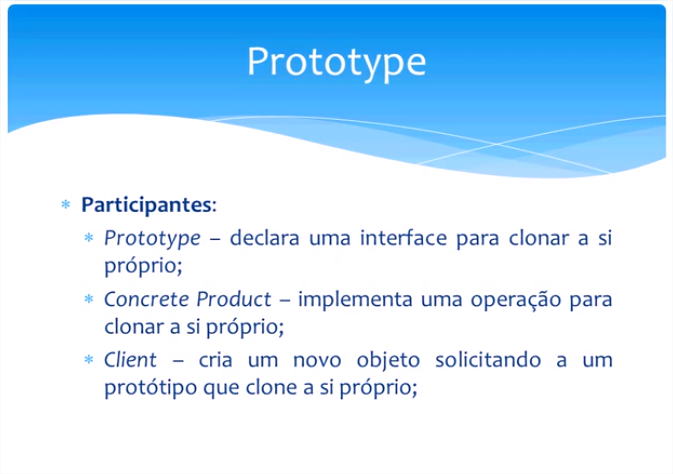 Prototype
* Participantes:
* Prototype – declara uma interface para clonar a si
próprio;
* Concrete Product – implementa uma operação para
clonar a si próprio;
* Client – cria um novo objeto solicitando a um
protótipo que clone a si próprio;